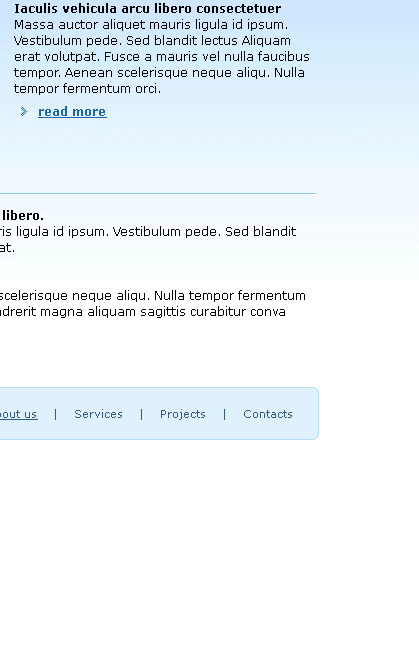 Iaculis vehicula arcu libero consectetuer
Massa auctor aliquet mauris ligula id ipsum.
Vestibulum pede. Sed blandit lectus Aliquam
erat volutpat. Fusce a mauris vel nulla faucibus
tempor. Aenean scelerisque neque aliqu. Nulla
tempor fermentum orci.
read more
libero.
ris ligula id ipsum. Vestibulum pede. Sed blandit
at.
scelerisque neque aliqu. Nulla tempor fermentum
ndrerit magna aliquam sagittis curabitur conva
out us | Services | Projects | Contacts